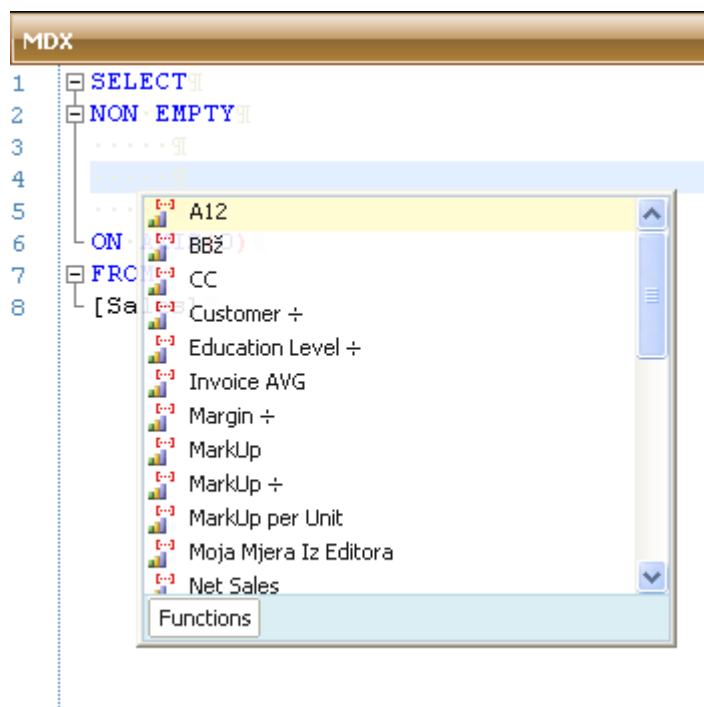 MDX
1 SELECT¶
2 NON·EMPTY¶
3 ·····¶
4 ·····¶
5
6 ON
7 FROM
8 [Sales]
A12
BBž
CC
Customer ÷
Education Level ÷
Invoice AVG
Margin ÷
MarkUp
MarkUp ÷
MarkUp per Unit
Moja Mjera Iz Editora
Net Sales
Functions